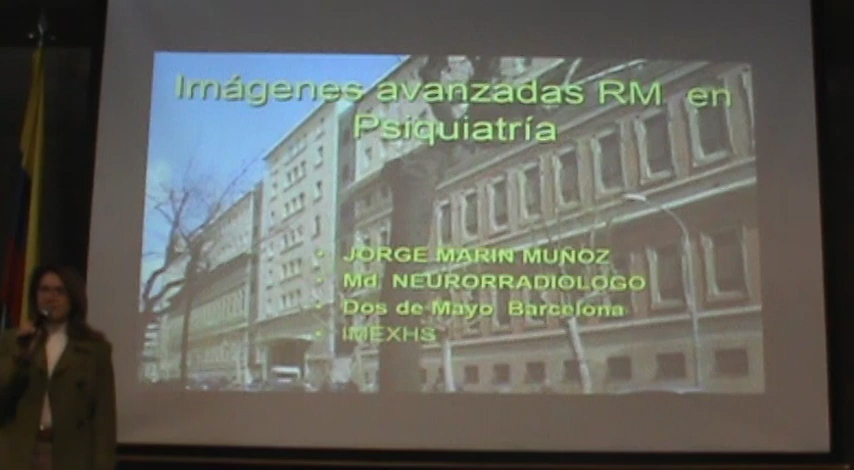 Imágenes avanzadas RM en
Psiquiatría
• JORGE MARIN MUÑOZ
• Md NEURORRADIOLOGO
• Dos de Mayo Barcelona
• IMEXHS